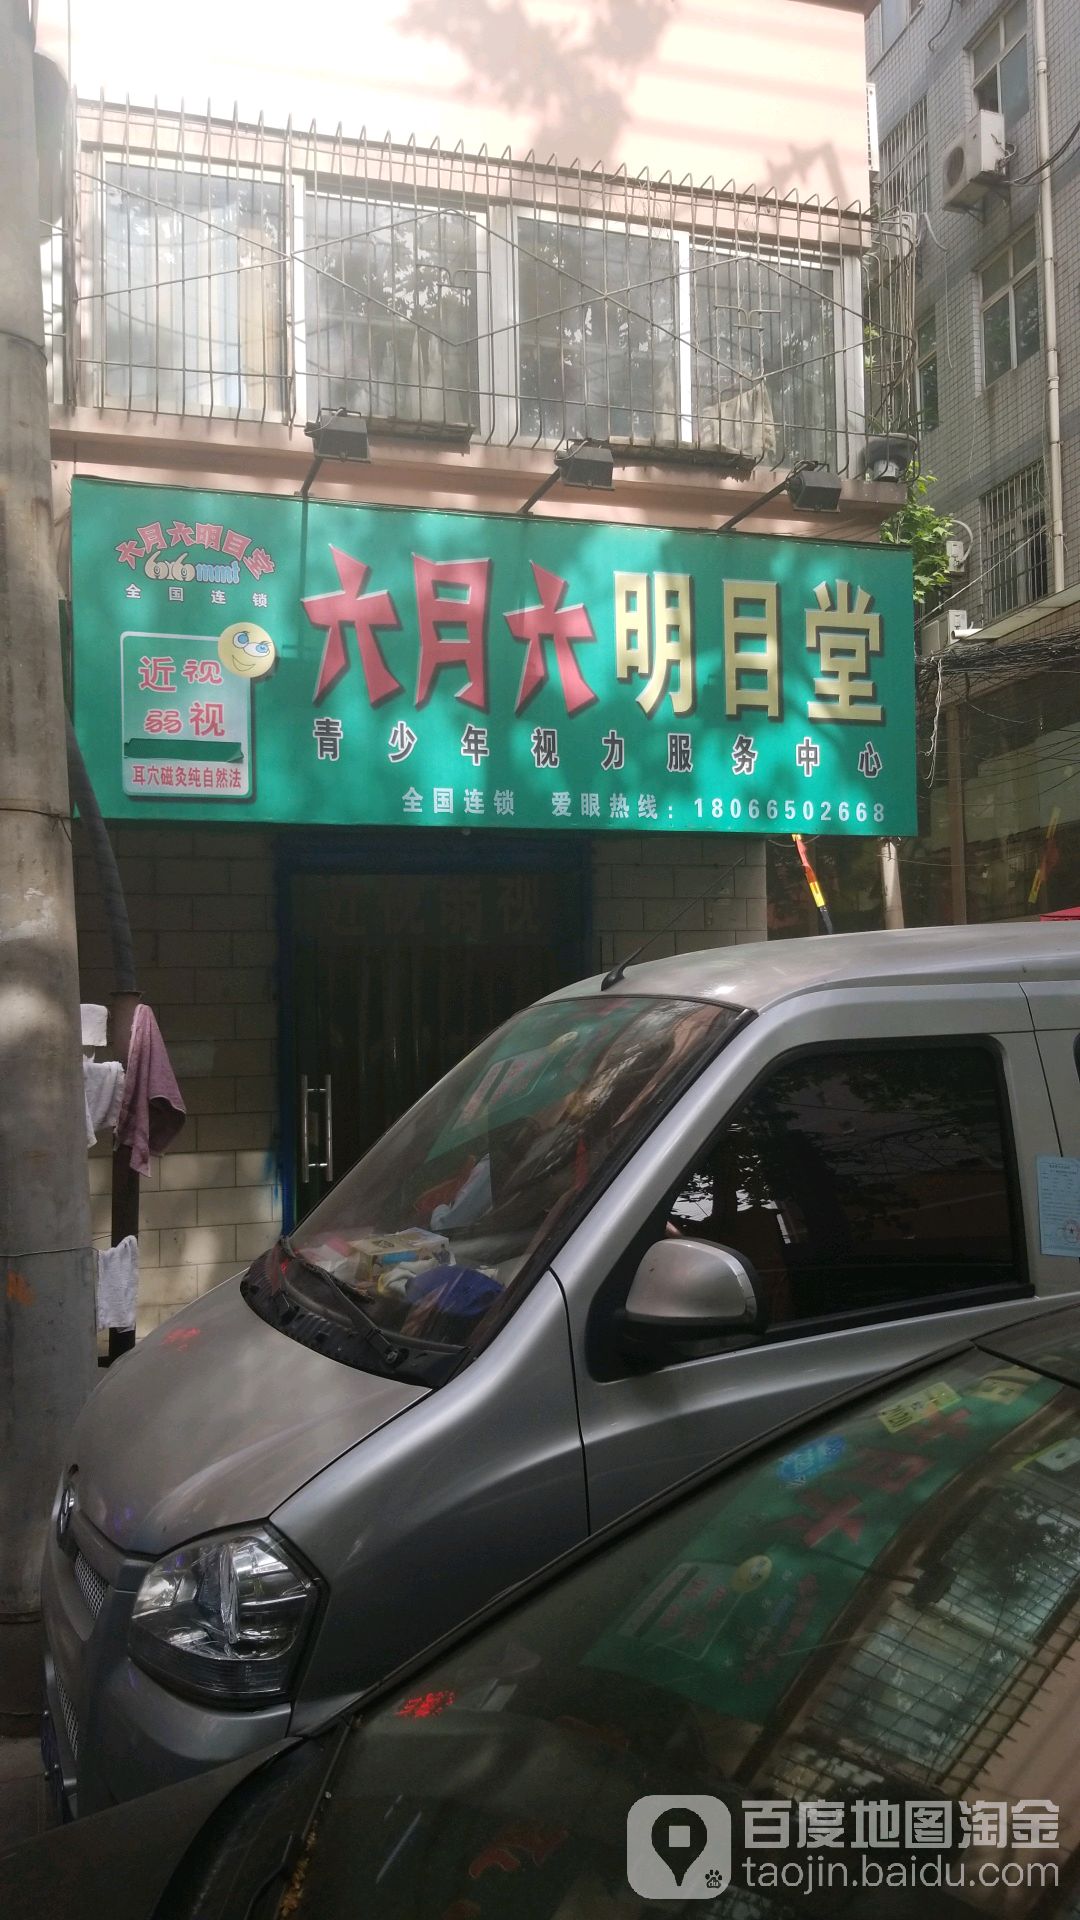 六月六明目堂
66mmt
全国连锁
近视
弱视
耳穴磁灸纯自然法
六月六明目堂
青少年视力服务中心
全国连锁 爱眼热线：18066502668
近视弱视
百度地图淘金
taojin.baidu.com